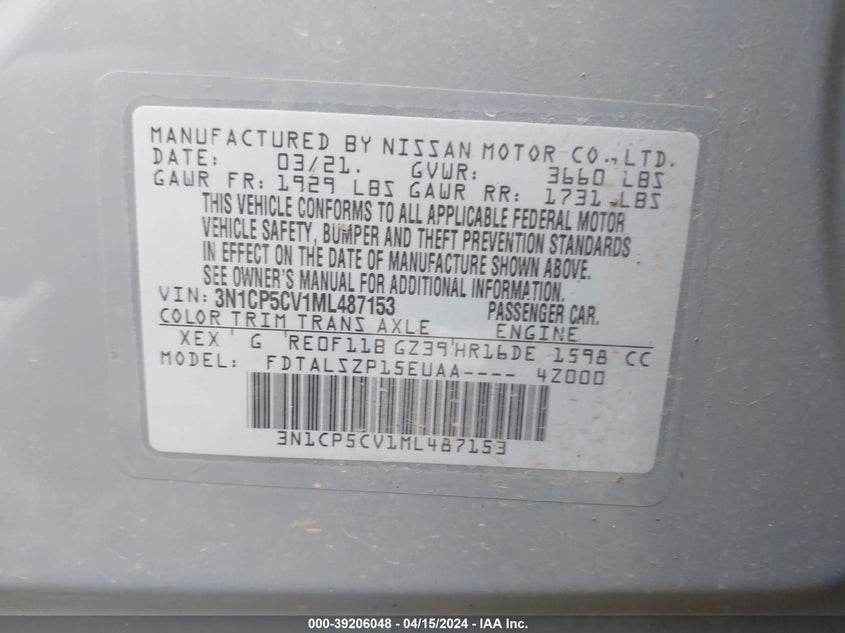 MANUFACTURED BY NISSAN MOTOR CO., LTD.
DATE: 03/21. GVWR: 3660 LBS
GAWR FR: 1929 LBS GAWR RR: 1731 LBS
THIS VEHICLE CONFORMS TO ALL APPLICABLE FEDERAL MOTOR
VEHICLE SAFETY, BUMPER AND THEFT PREVENTION STANDARDS
IN EFFECT ON THE DATE OF MANUFACTURE SHOWN ABOVE.
SEE OWNER'S MANUAL FOR ADDITIONAL INFORMATION.
VIN: 3N1CP5CV1ML487153 PASSENGER CAR.
COLOR TRIM TRANS AXLE ENGINE
XEX ' G ' RE0F11B GZ39 ' HR16DE 1598 CC
MODEL: FDTALSZP15EUAA---- 4Z000
3N1CP5CV1ML487153
000-39206048 - 04/15/2024 - IAA Inc.